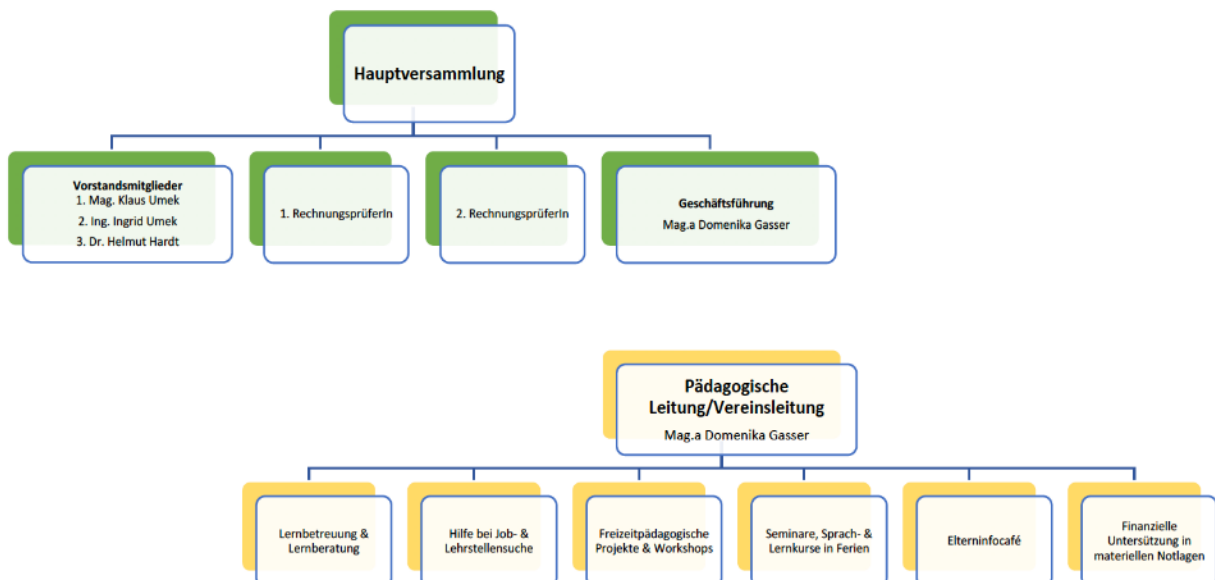 Hauptversammlung
Vorstandsmitglieder
1. Mag. Klaus Umek
2. Ing. Ingrid Umek
3. Dr. Helmut Hardt
1. RechnungsprüferIn
2. RechnungsprüferIn
Geschäftsführung
Mag.a Domenika Gasser
Pädagogische
Leitung/Vereinsleitung
Mag.a Domenika Gasser
Lernbetreuung &
Lernberatung
Hilfe bei Job- &
Lehrstellensuche
Freizeitpädagogische
Projekte & Workshops
Seminare, Sprach- &
Lernkurse in Ferien
Elterninfocafé
Finanzielle
Untersützung in
materiellen Notlagen